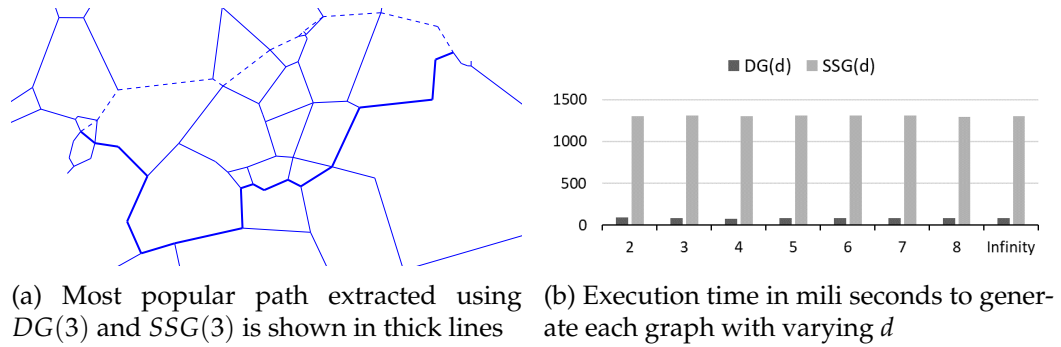 DG(d) SSG(d)
1500
1000
500
0
2 3 4 5 6 7 8 Infinity
(a) Most popular path extracted using
DG(3) and SSG(3) is shown in thick lines
(b) Execution time in mili seconds to gener-
ate each graph with varying d